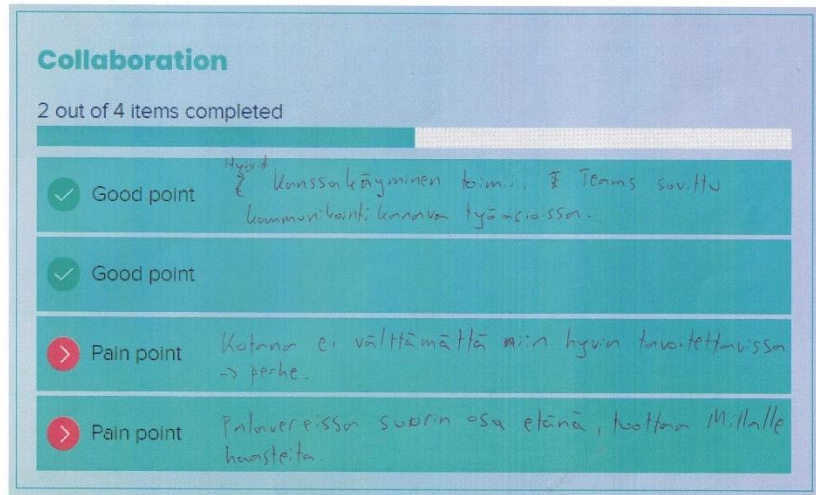 Collaboration
2 out of 4 items completed
Hybrid
Good point Kanssakäyminen toimii. Teams sovittu
kommunikointi kanava työasioissa.
Good point
Pain point Kotona ei välttämättä niin hyvin tavoitettavissa
-> perhe.
Pain point Palavereissa suurin osa etänä, tuottaa Millalle
haasteita.